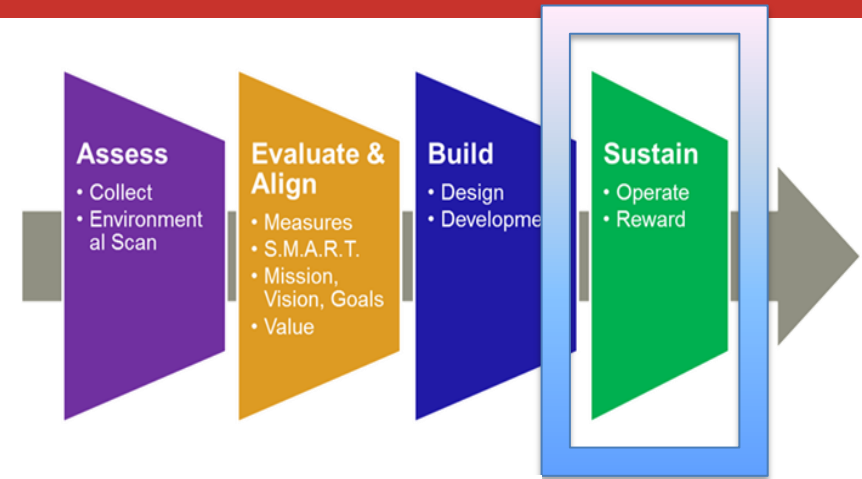 Assess
• Collect
• Environment
al Scan
Evaluate &
Align
• Measures
• S.M.A.R.T.
• Mission,
Vision, Goals
• Value
Build
• Design
• Developme
Sustain
• Operate
• Reward